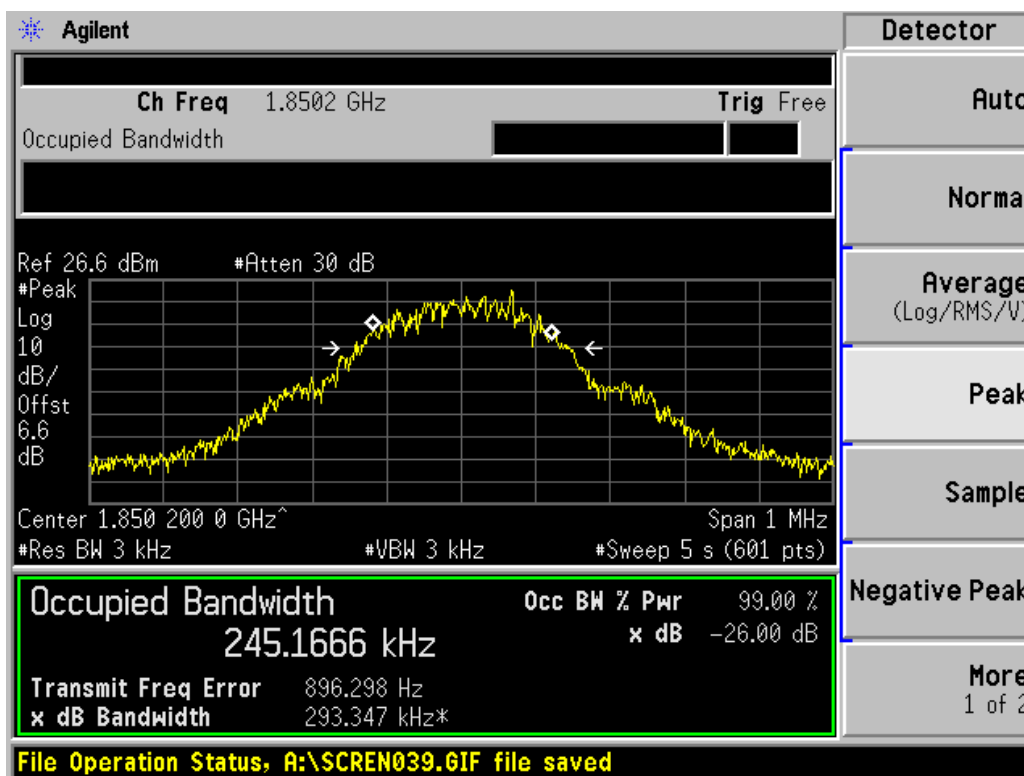 Agilent
Detector
Ch Freq 1.8502 GHz Trig Free
Occupied Bandwidth
Ref 26.6 dBm #Atten 30 dB
#Peak
Log
10
dB/
Offst
6.6
dB
Center 1.850 200 0 GHz^ Span 1 MHz
#Res BW 3 kHz #VBW 3 kHz #Sweep 5 s (601 pts)
Occupied Bandwidth Occ BW % Pwr 99.00 %
245.1666 kHz x dB -26.00 dB
Transmit Freq Error 896.298 Hz
x dB Bandwidth 293.347 kHz*
File Operation Status, A:\SCREN039.GIF file saved
Auto
Norma
Average
(Log/RMS/V)
Peak
Sample
Negative Peak
More
1 of 2